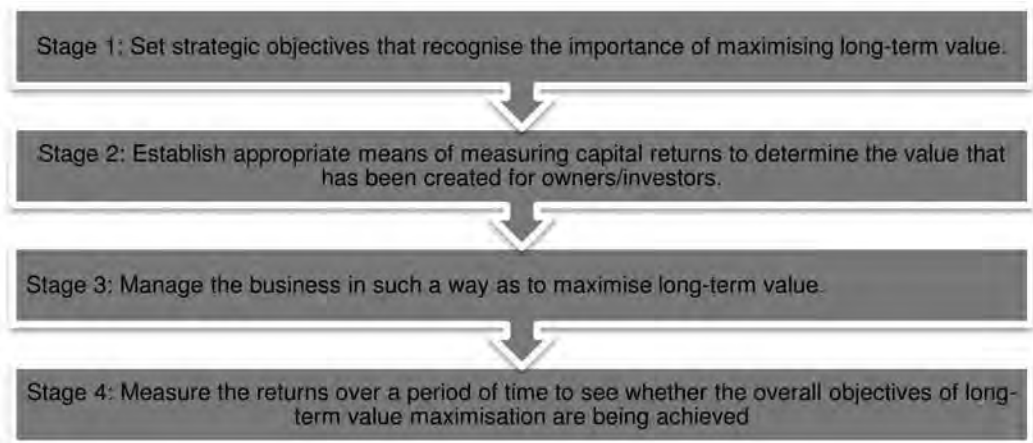 Stage 1: Set strategic objectives that recognise the importance of maximising long-term value.
Stage 2: Establish appropriate means of measuring capital returns to determine the value that
has been created for owners/investors.
Stage 3: Manage the business in such a way as to maximise long-term value.
Stage 4: Measure the returns over a period of time to see whether the overall objectives of long-
term value maximisation are being achieved